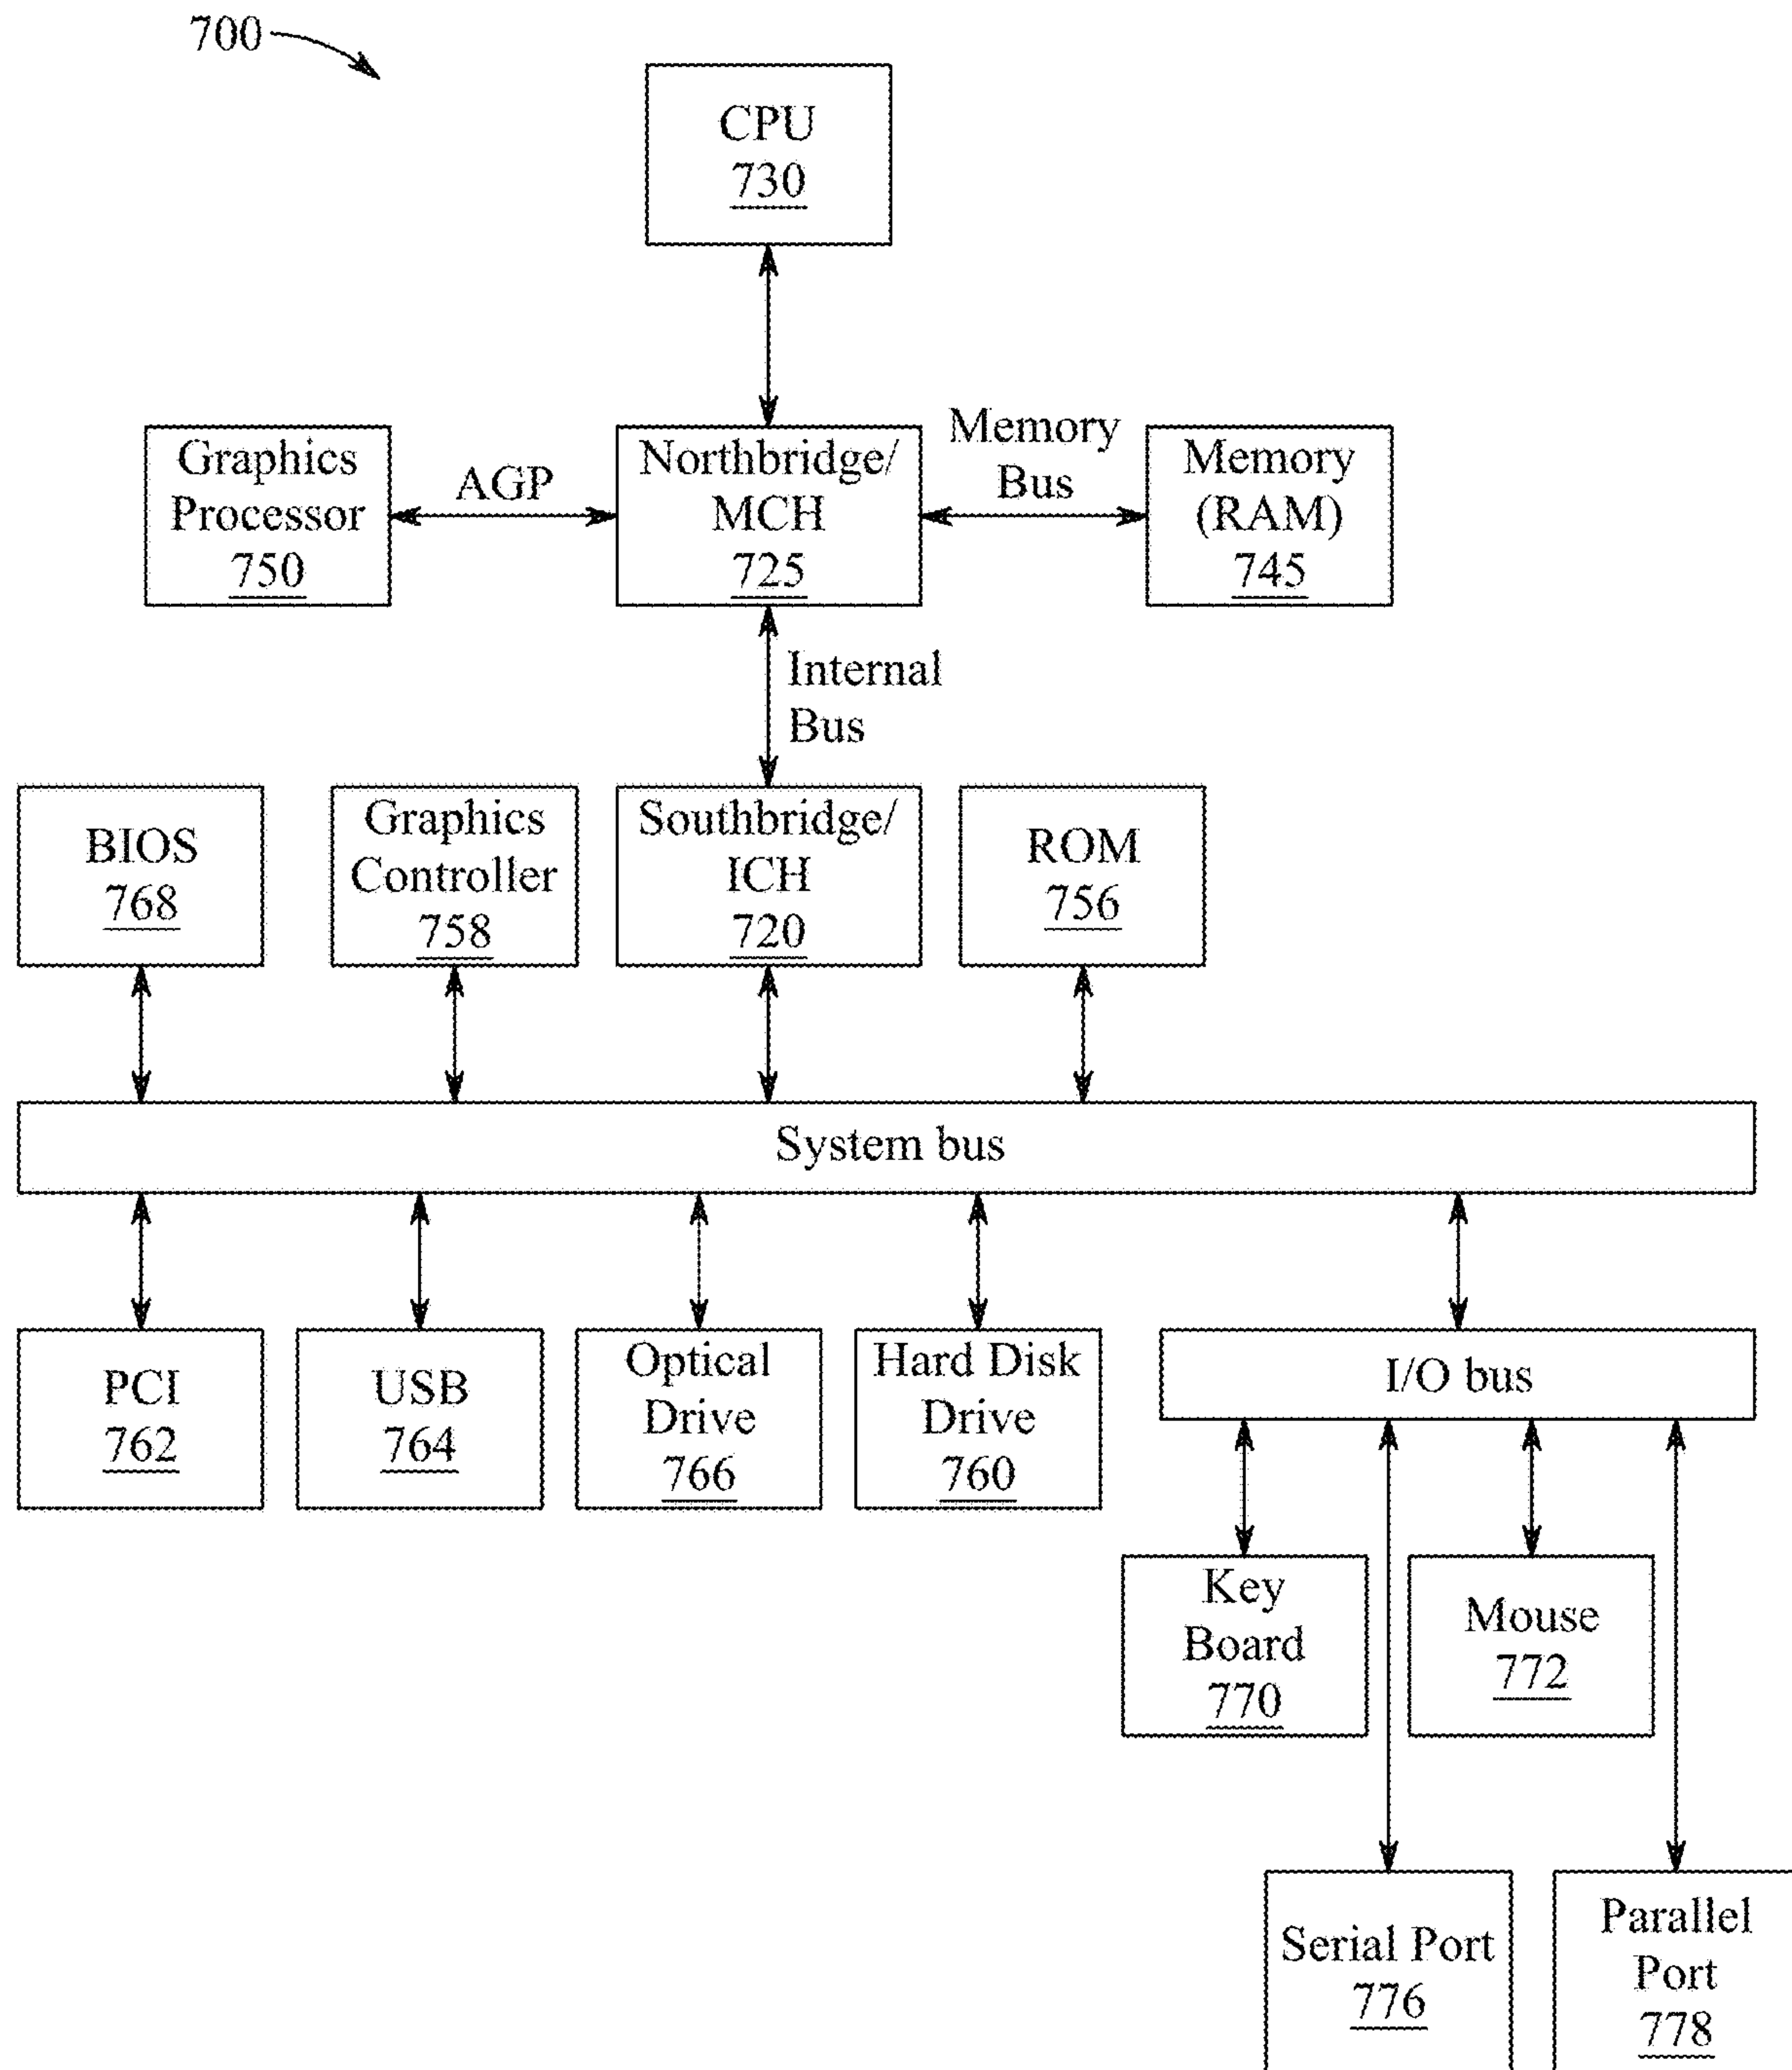 700
CPU
730
Graphics
Processor
750
AGP
Northbridge/
MCH
725
Memory
Bus
Memory
(RAM)
745
Internal
Bus
BIOS
768
Graphics
Controller
758
Southbridge/
ICH
720
ROM
756
System bus
PCI
762
USB
764
Optical
Drive
766
Hard Disk
Drive
760
I/O bus
Key
Board
770
Mouse
772
Serial Port
776
Parallel
Port
778